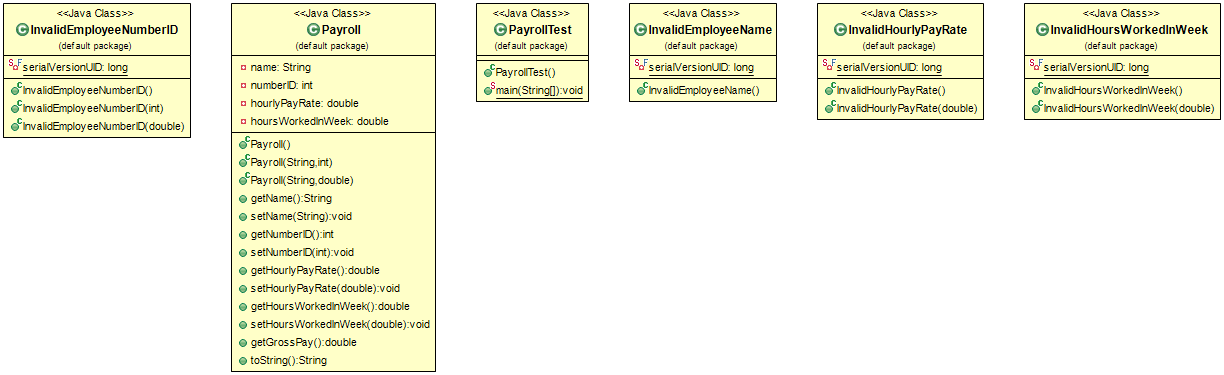 <<Java Class>>
InvalidEmployeeNumberID
(default package)
serialVersionUID: long
InvalidEmployeeNumberID()
InvalidEmployeeNumberID(int)
InvalidEmployeeNumberID(double)
<<Java Class>>
Payroll
(default package)
name: String
numberID: int
hourlyPayRate: double
hoursWorkedInWeek: double
Payroll()
Payroll(String,int)
Payroll(String,double)
getName():String
setName(String):void
getNumberID():int
setNumberID(int):void
getHourlyPayRate():double
setHourlyPayRate(double):void
getHoursWorkedInWeek():double
setHoursWorkedInWeek(double):void
getGrossPay():double
toString():String
<<Java Class>>
PayrollTest
(default package)
PayrollTest()
main(String[]):void
<<Java Class>>
InvalidEmployeeName
(default package)
serialVersionUID: long
InvalidEmployeeName()
<<Java Class>>
InvalidHourlyPayRate
(default package)
serialVersionUID: long
InvalidHourlyPayRate()
InvalidHourlyPayRate(double)
<<Java Class>>
InvalidHoursWorkedInWeek
(default package)
serialVersionUID: long
InvalidHoursWorkedInWeek()
InvalidHoursWorkedInWeek(double)